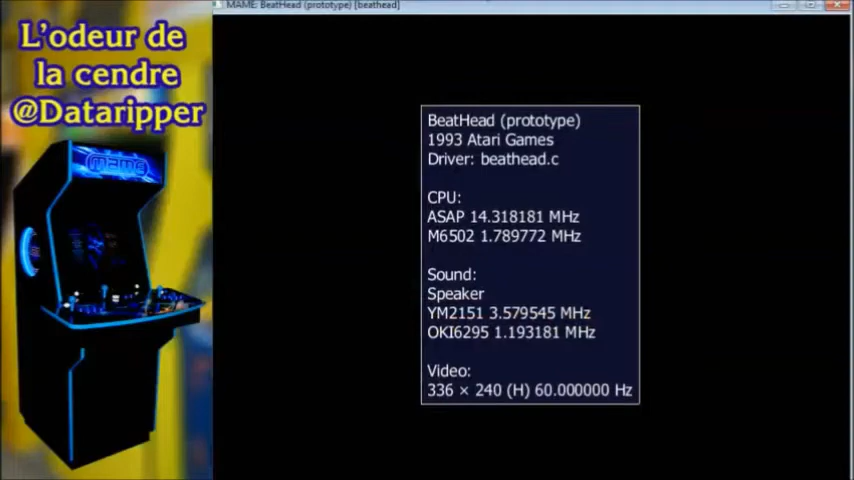 MAME: BeatHead (prototype) [beathead]
L'odeur de
la cendre
@Dataripper
MAME
BeatHead (prototype)
1993 Atari Games
Driver: beathead.c
CPU:
ASAP 14.318181 MHz
M6502 1.789772 MHz
Sound:
Speaker
YM2151 3.579545 MHz
OKI6295 1.193181 MHz
Video:
336 × 240 (H) 60.000000 Hz